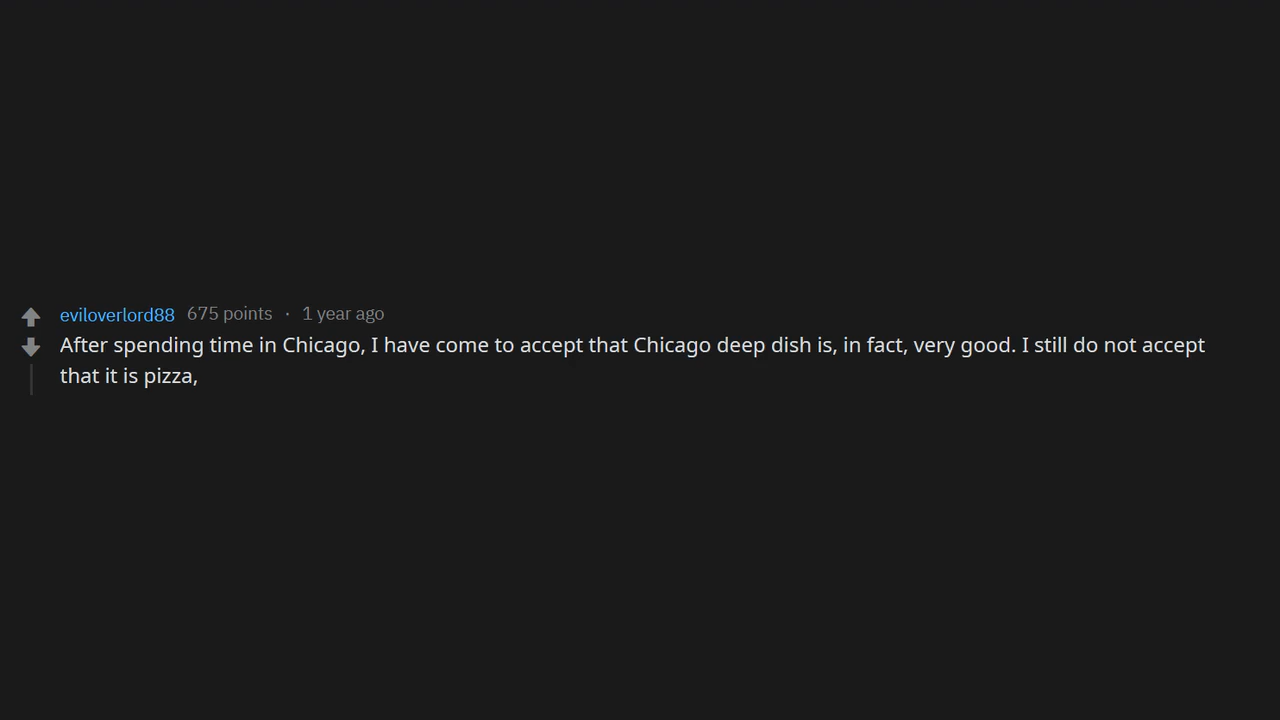 eviloverlord88 675 points · 1 year ago
After spending time in Chicago, I have come to accept that Chicago deep dish is, in fact, very good. I still do not accept
that it is pizza,